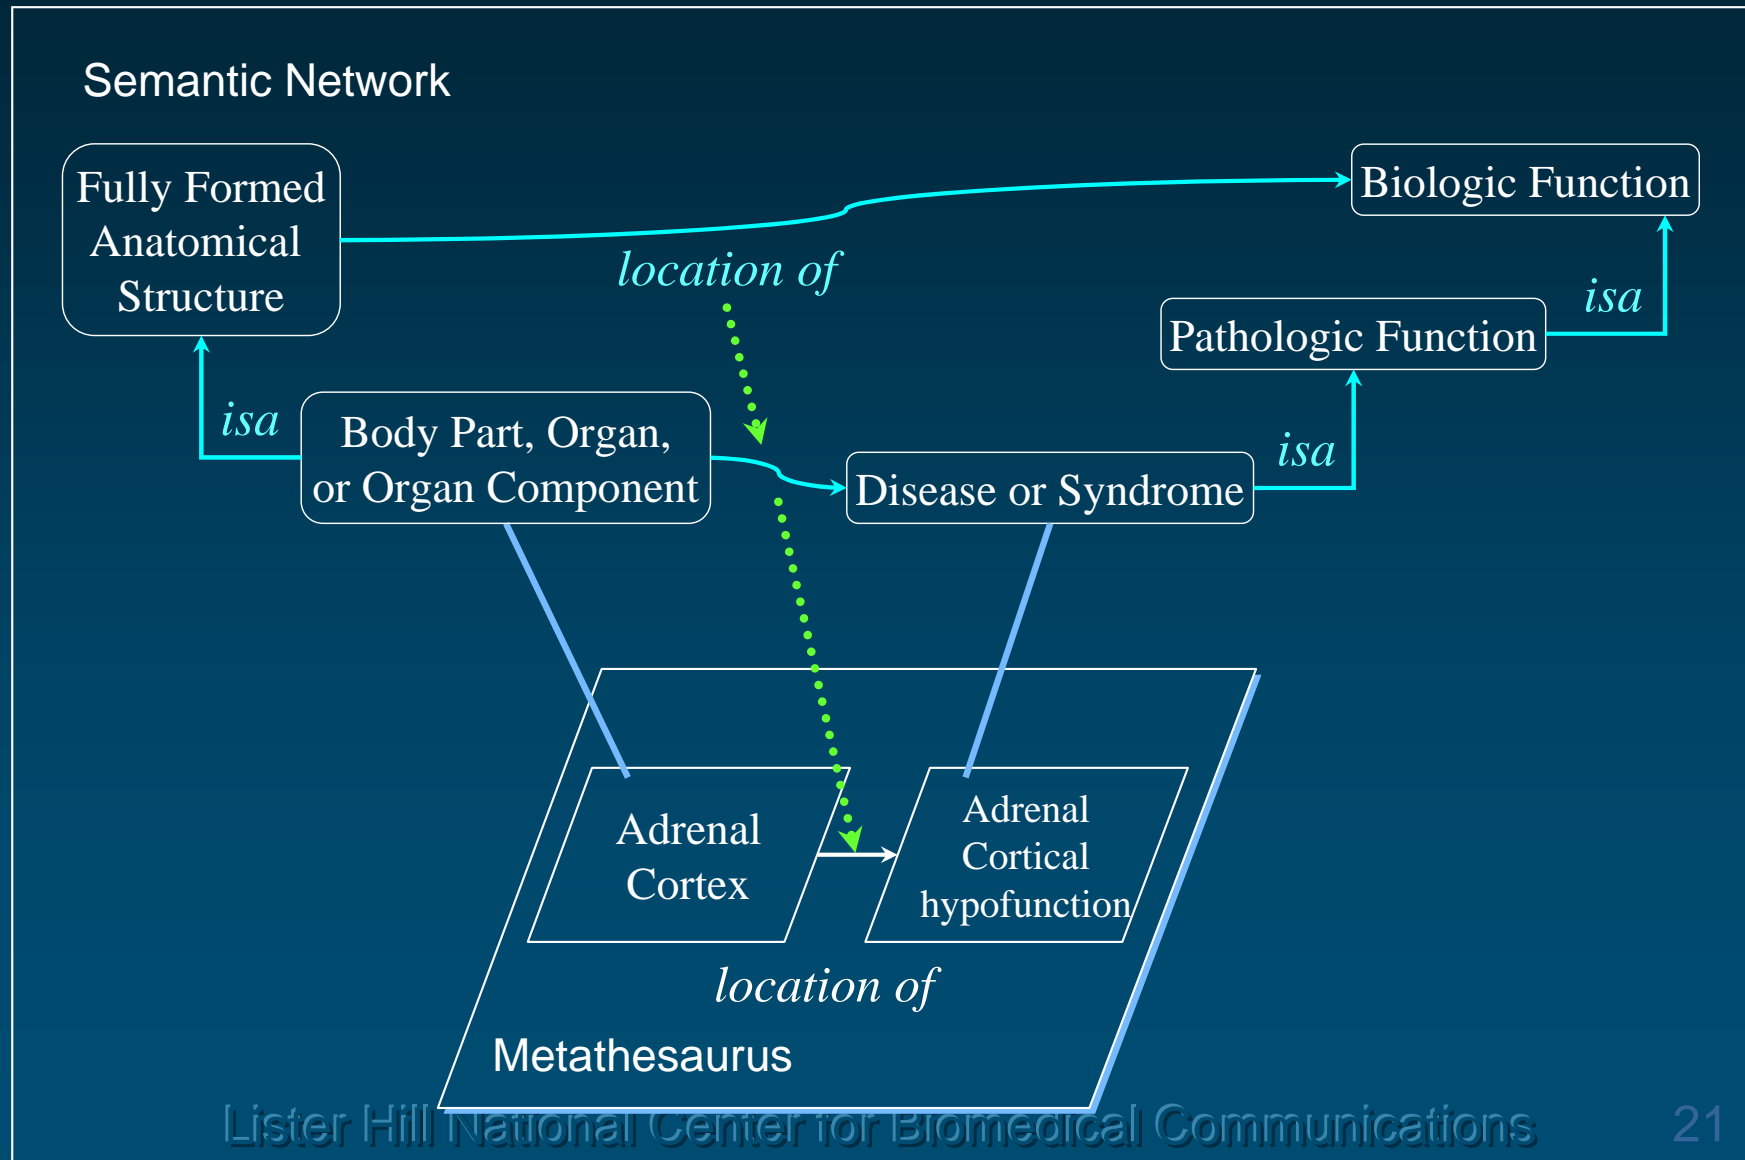 Semantic Network
Fully Formed
Anatomical
Structure
Biologic Function
location of
isa
Pathologic Function
isa
Body Part, Organ,
or Organ Component
isa
Disease or Syndrome
Adrenal
Cortex
Adrenal
Cortical
hypofunction
location of
Metathesaurus
Lister Hill National Center for Biomedical Communications
21